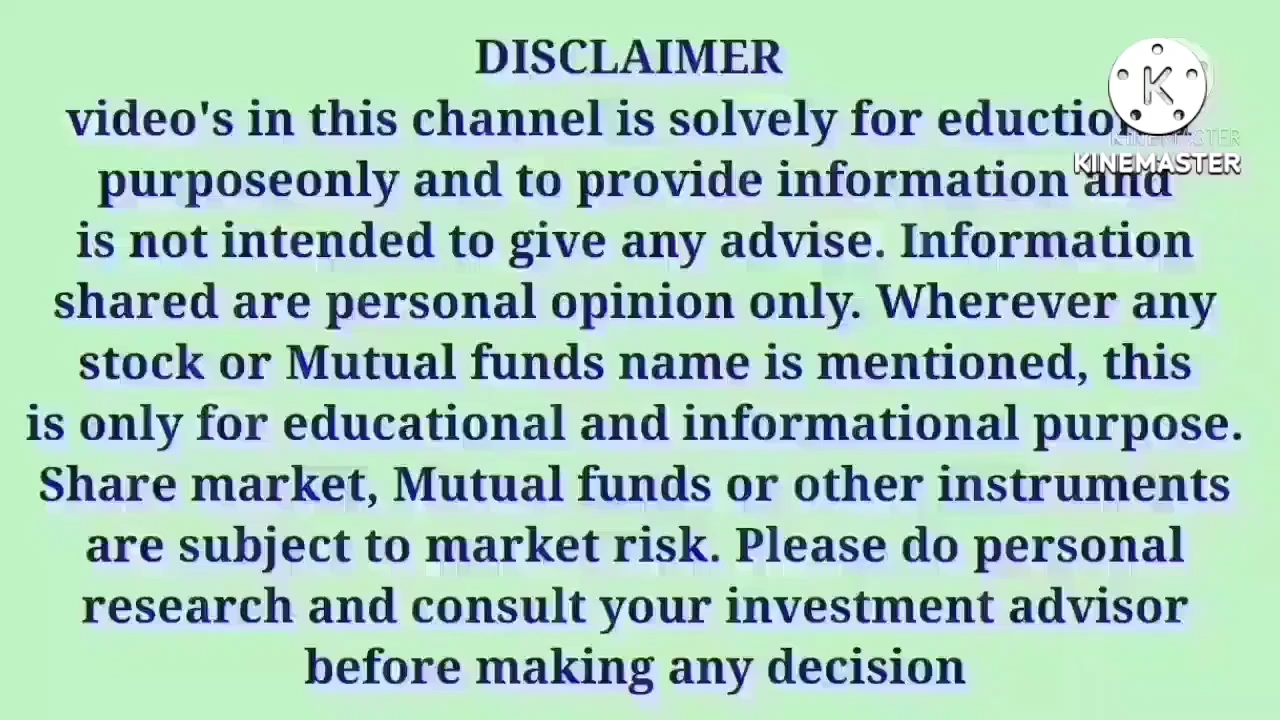 DISCLAIMER
video's in this channel is solvely for eduction
purposeonly and to provide information and
is not intended to give any advise. Information
shared are personal opinion only. Wherever any
stock or Mutual funds name is mentioned, this
is only for educational and informational purpose.
Share market, Mutual funds or other instruments
are subject to market risk. Please do personal
research and consult your investment advisor
before making any decision
K
KINEMASTER
KINEMASTER